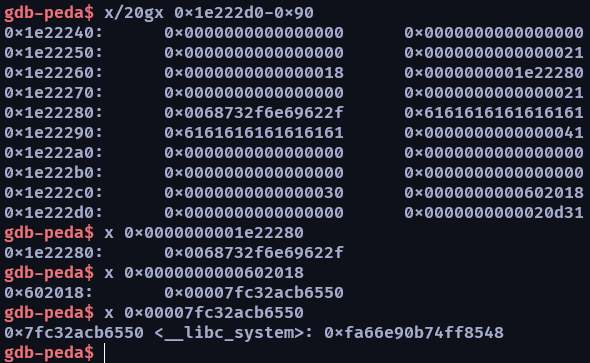 gdb-peda$ x/20gx 0×1e222d0-0×90
0×1e22240: 0×0000000000000000 0×0000000000000000
0×1e22250: 0×0000000000000000 0×0000000000000021
0×1e22260: 0×0000000000000018 0×0000000001e22280
0×1e22270: 0×0000000000000000 0×0000000000000021
0×1e22280: 0×0068732f6e69622f 0×6161616161616161
0×1e22290: 0×6161616161616161 0×0000000000000041
0×1e222a0: 0×0000000000000000 0×0000000000000000
0×1e222b0: 0×0000000000000000 0×0000000000000000
0×1e222c0: 0×0000000000000030 0×0000000000602018
0×1e222d0: 0×0000000000000000 0×0000000000020d31
gdb-peda$ x 0×0000000001e22280
0×1e22280: 0×0068732f6e69622f
gdb-peda$ x 0×0000000000602018
0×602018: 0×00007fc32acb6550
gdb-peda$ x 0×00007fc32acb6550
0×7fc32acb6550 <__libc_system>: 0×fa66e90b74ff8548
gdb-peda$